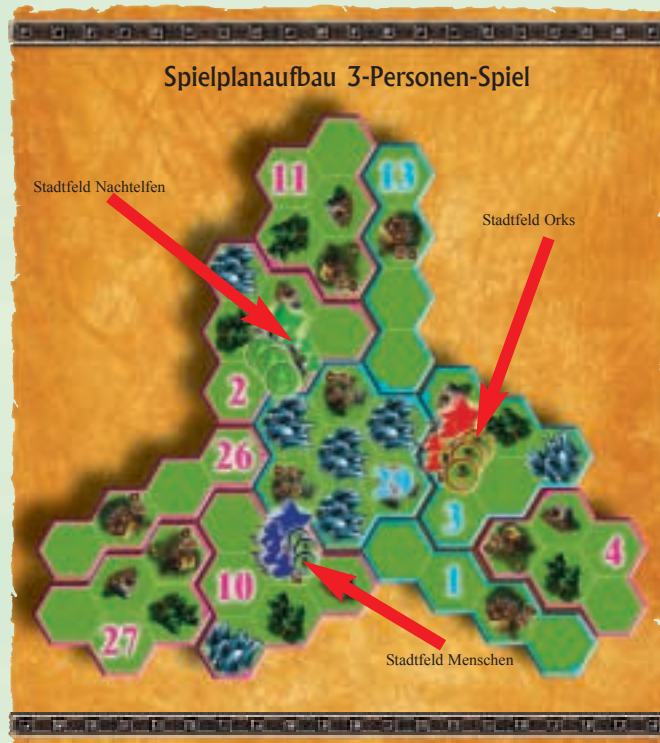 Spielplanaufbau 3-Personen-Spiel
11
13
Stadtfeld Nachtelfen
Stadtfeld Orks
2
26
29
3
4
10
1
27
Stadtfeld Menschen